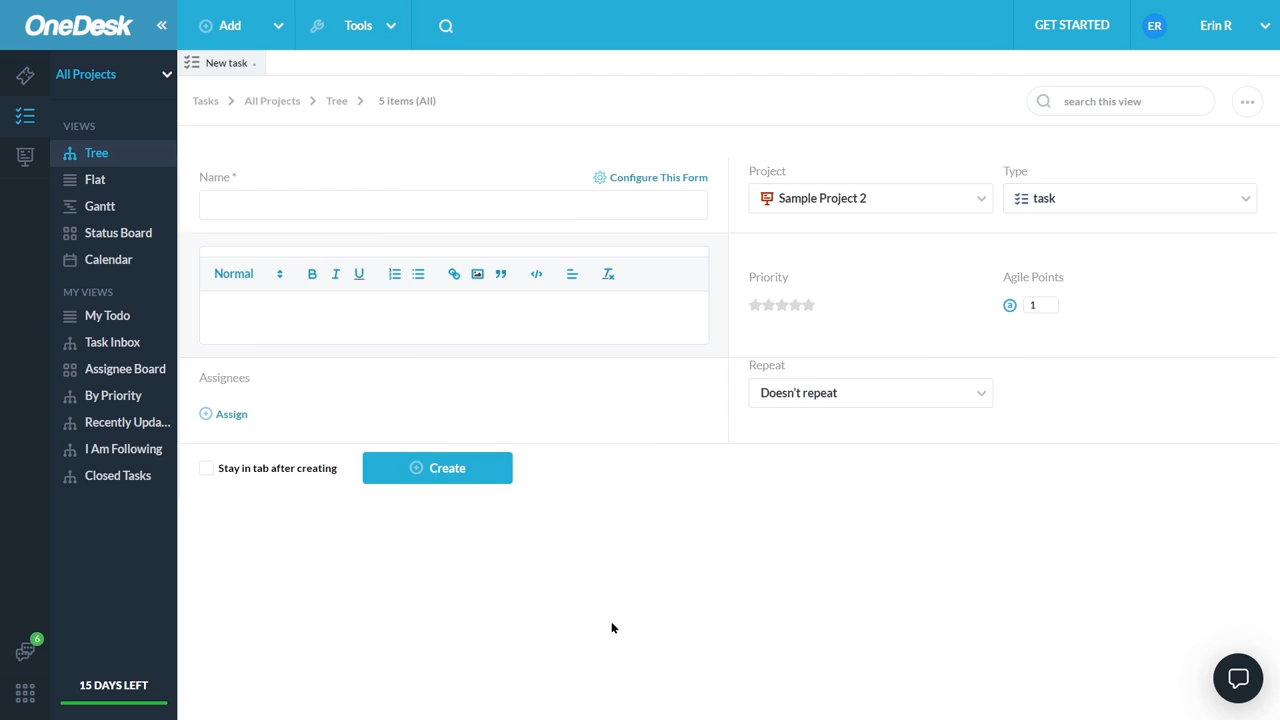 OneDesk «
Add
Tools
GET STARTED
ER
Erin R
All Projects
New task
Tasks > All Projects > Tree > 5 items (All)
search this view
VIEWS
Tree
Flat
Gantt
Status Board
Calendar
MY VIEWS
My Todo
Task Inbox
Assignee Board
By Priority
Recently Upda...
I Am Following
Closed Tasks
6
15 DAYS LEFT
Name *
Configure This Form
Normal
B I U
Assignees
Assign
Stay in tab after creating
Create
Project
Sample Project 2
Type
task
Priority
Agile Points
a 1
Repeat
Doesn't repeat